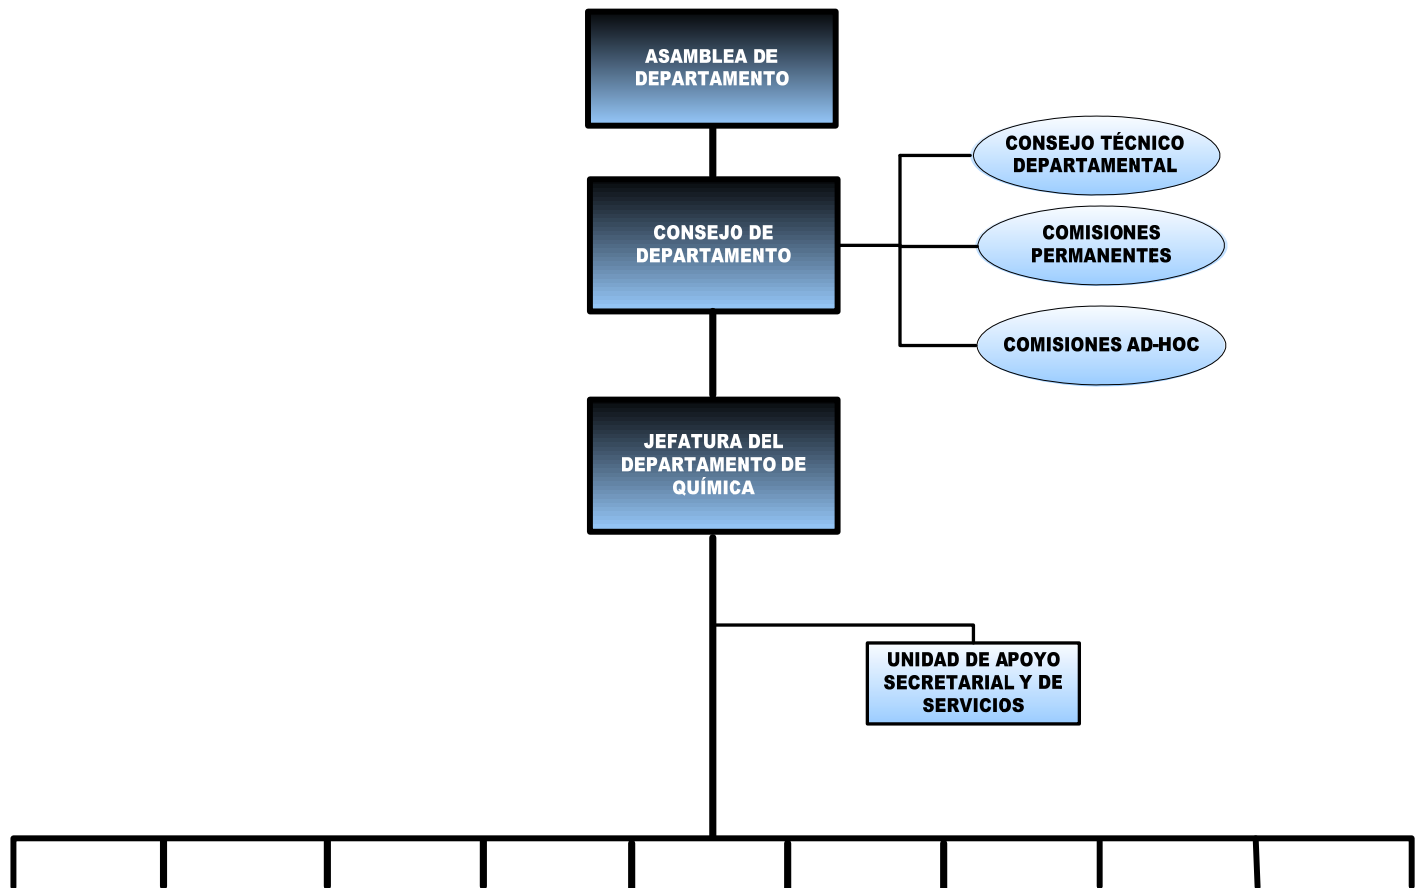 ASAMBLEA DE
DEPARTAMENTO
CONSEJO TÉCNICO
DEPARTAMENTAL
CONSEJO DE
DEPARTAMENTO
COMISIONES
PERMANENTES
COMISIONES AD-HOC
JEFATURA DEL
DEPARTAMENTO DE
QUÍMICA
UNIDAD DE APOYO
SECRETARIAL Y DE
SERVICIOS